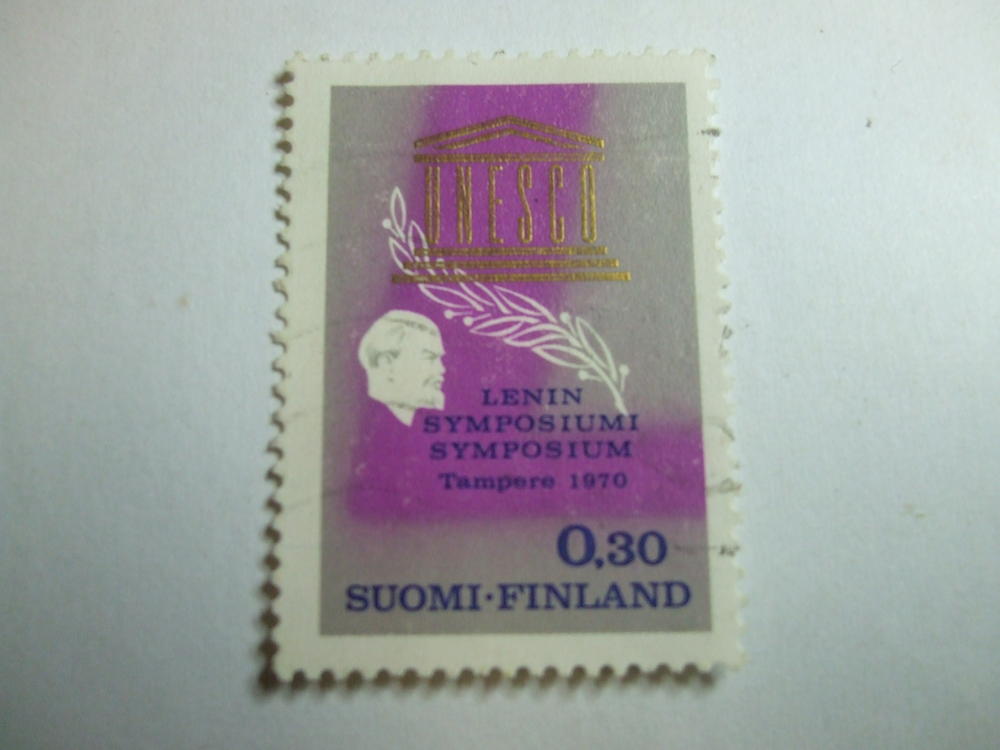 UNESCO
LENIN
SYMPOSIUMI
SYMPOSIUM
Tampere 1970
0,30
SUOMI·FINLAND